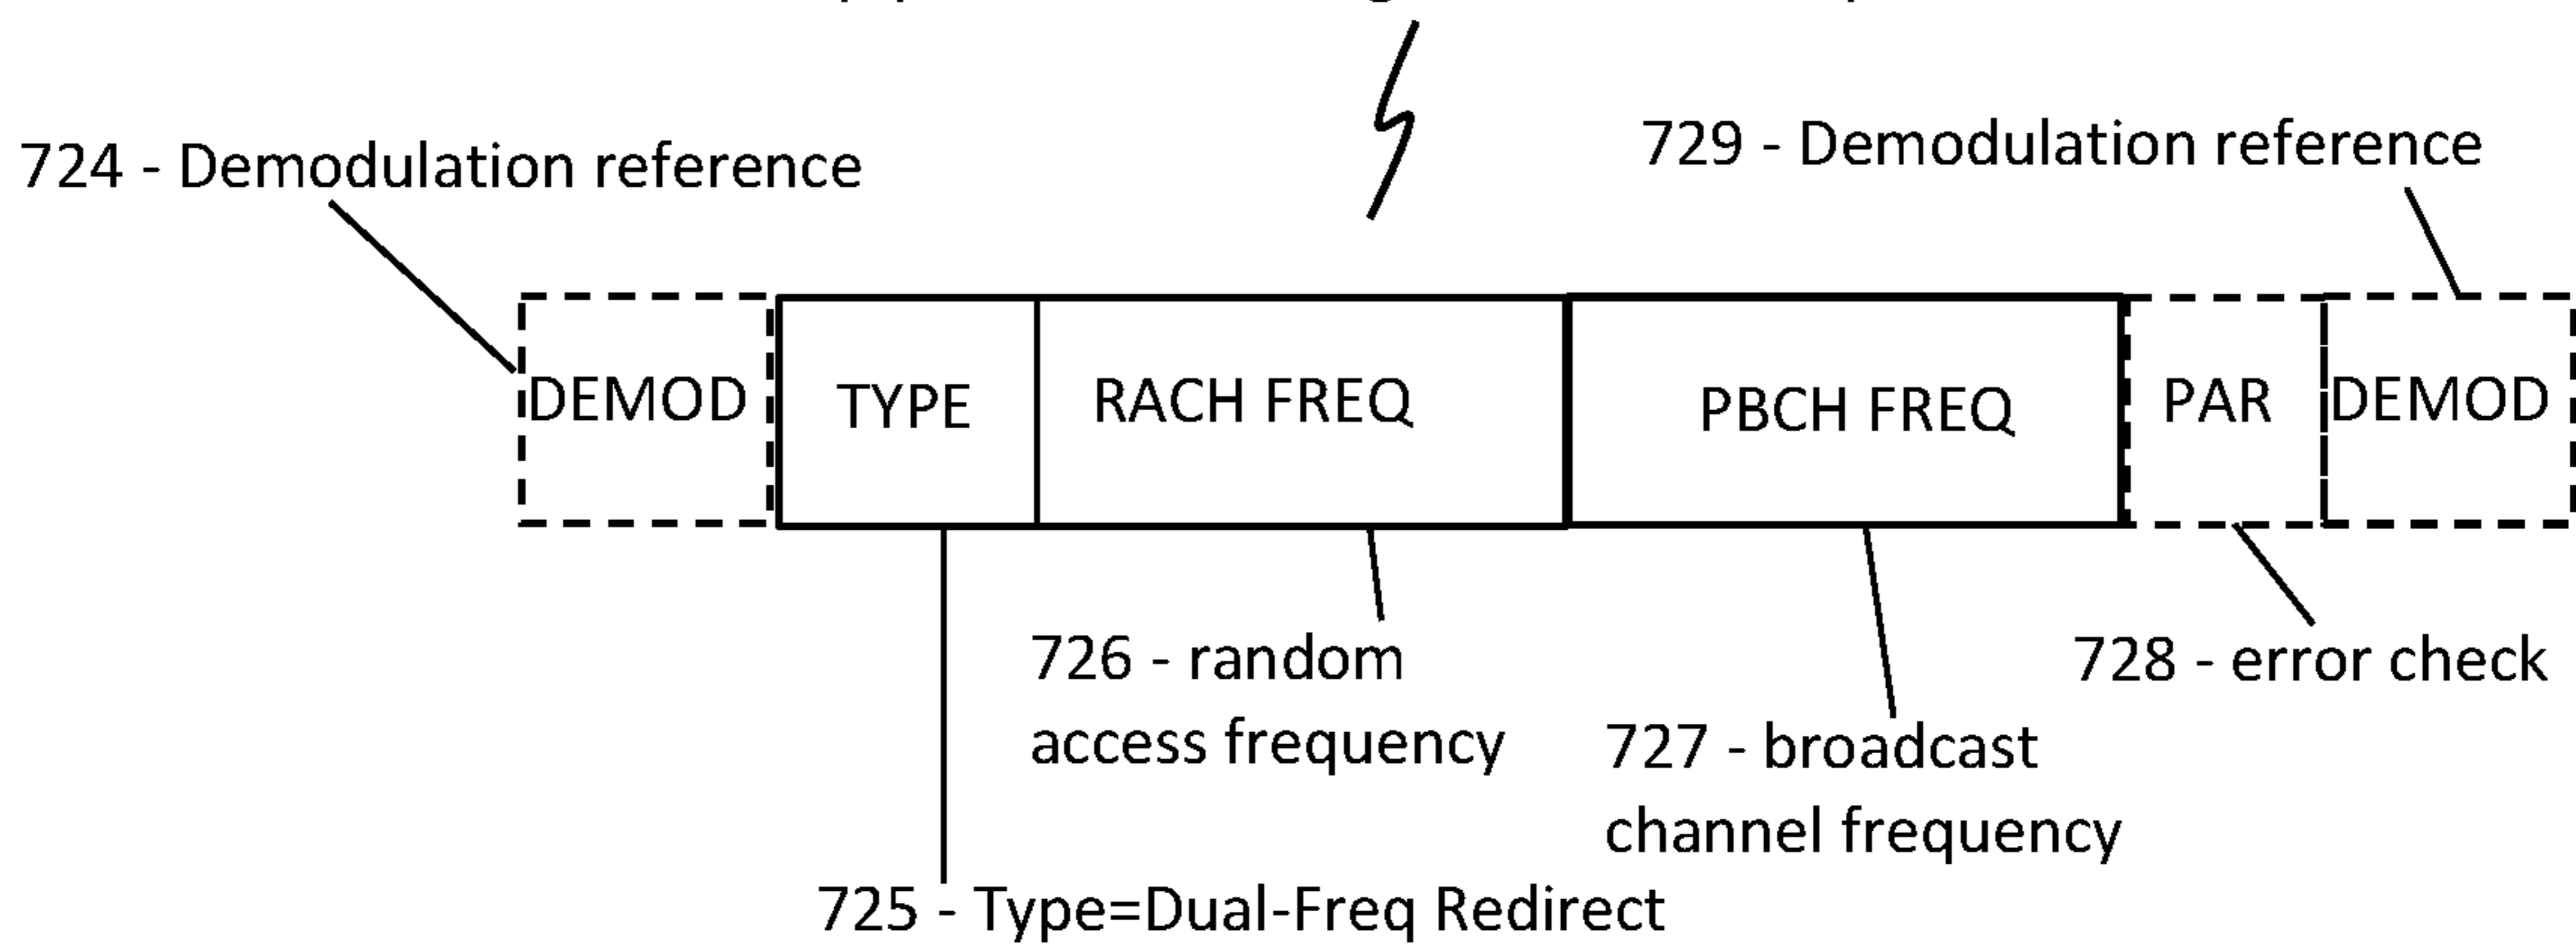 724 - Demodulation reference
729 - Demodulation reference
DEMOD TYPE RACH FREQ PBCH FREQ PAR DEMOD
726 - random
access frequency
727 - broadcast
channel frequency
728 - error check
725 - Type=Dual-Freq Redirect